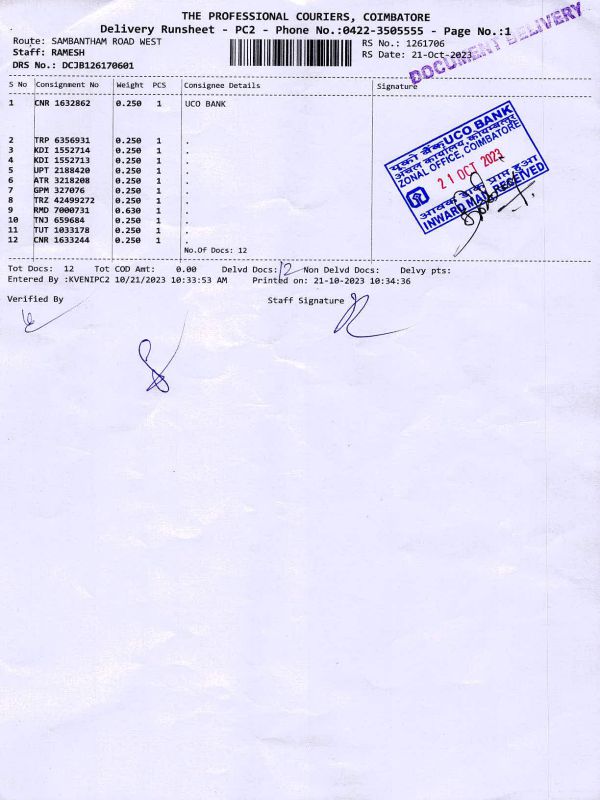 THE PROFESSIONAL COURIERS, COIMBATORE
Delivery Runsheet - PC2 - Phone No.:0422-3505555 - Page No.:1
DOCUMENT DELIVERY
Route: SAMBANTHAM ROAD WEST
RS No.: 1261706
Staff: RAMESH
RS Date: 21-Oct-2023
DRS No.: DCJB126170601
S No Consignment No Weight PCS Consignee Details Signature
1 CNR 1632862 0.250 1 UCO BANK
2 TRP 6356931 0.250 1 .
3 KDI 1552714 0.250 1 .
4 KDI 1552713 0.250 1 .
5 UPT 2188420 0.250 1 .
6 ATR 3218208 0.250 1 .
7 GPM 327076 0.250 1 .
8 TRZ 42499272 0.250 1 .
9 RMD 7000731 0.630 1 .
10 TNJ 659684 0.250 1 .
11 TUT 1033178 0.250 1 .
12 CNR 1633244 0.250 1 .
No.Of Docs: 12
यूको बैंक UCO BANK
अंचल कार्यालय कोयम्बत्तूर
ZONAL OFFICE, COIMBATORE
21 OCT 2023
आवक डाक प्राप्त हुआ
INWARD MAIL RECEIVED
Tot Docs: 12 Tot COD Amt: 0.00 Delvd Docs: 12 Non Delvd Docs: Delvy pts:
Entered By :KVENIPC2 10/21/2023 10:33:53 AM Printed on: 21-10-2023 10:34:36
Verified By Staff Signature